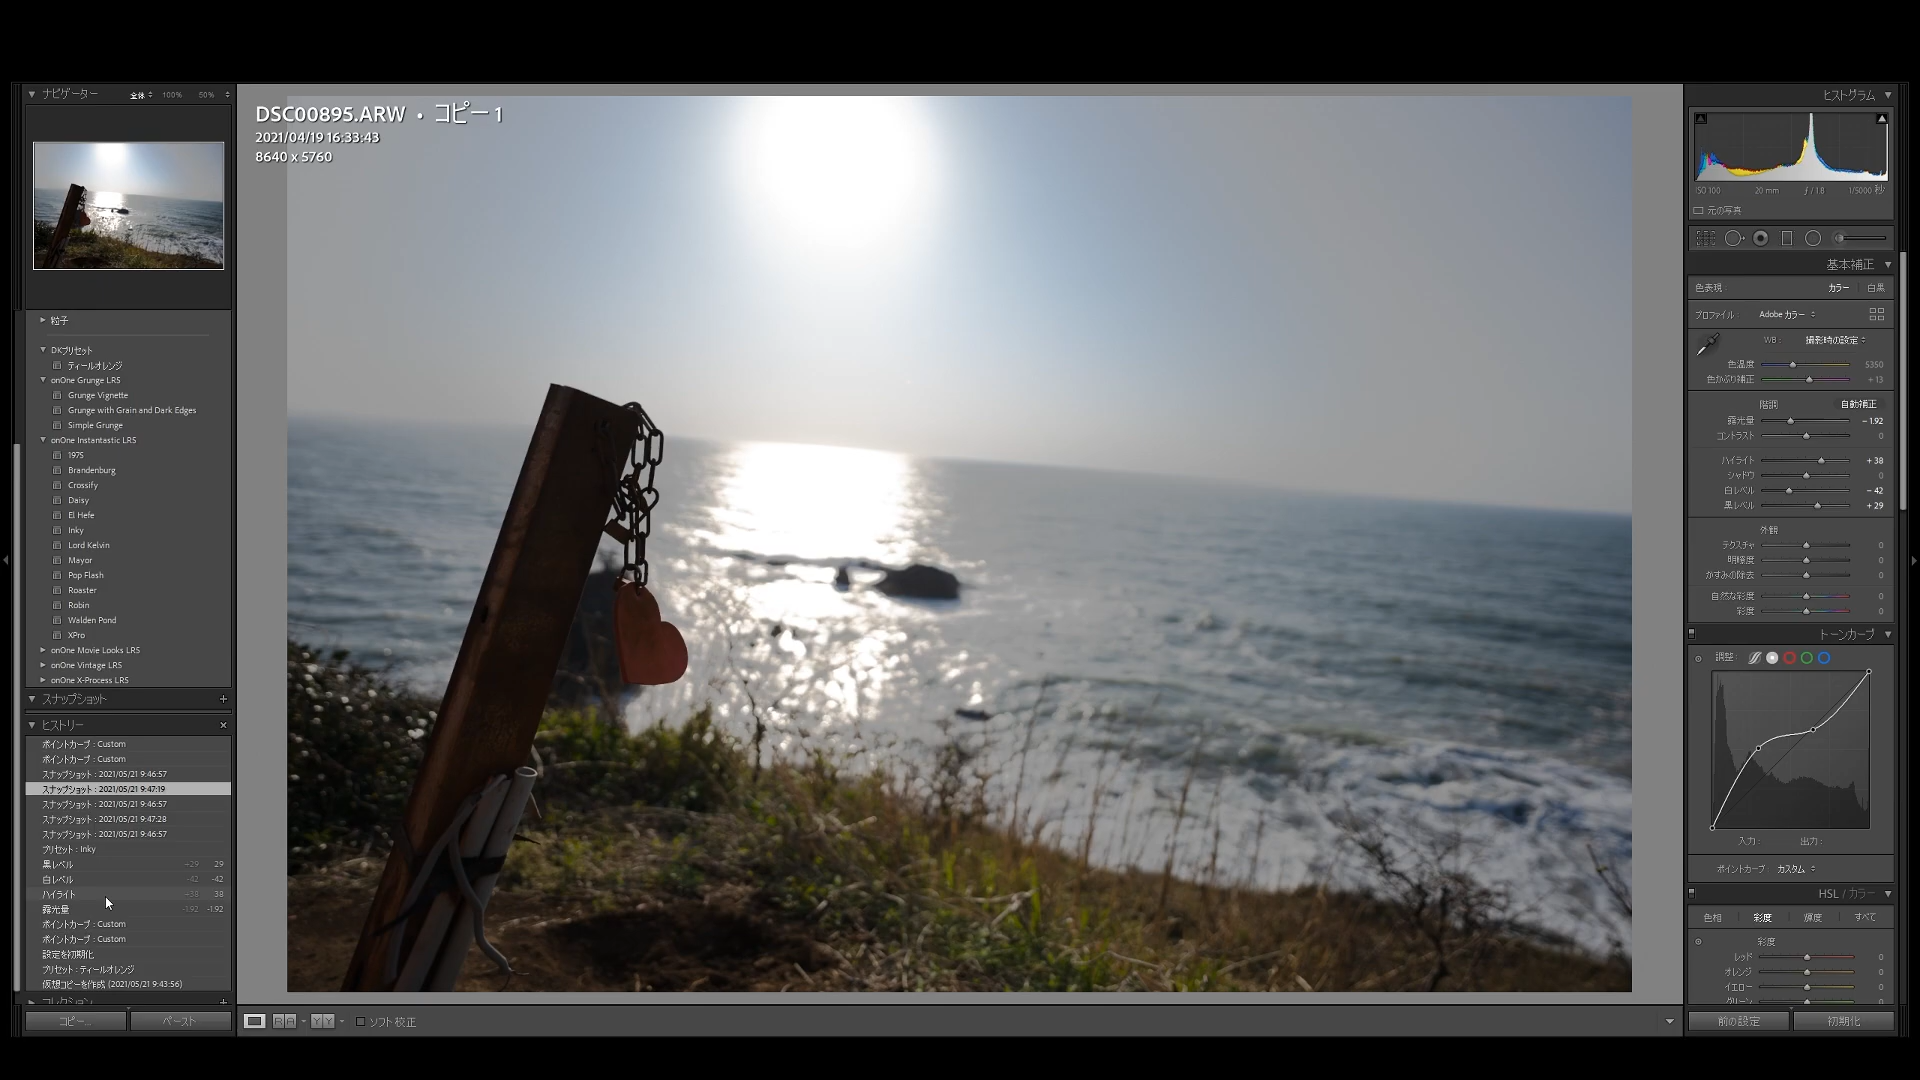 ナビゲーター 全体 100% 50%
粒子
DKプリセット
ティールオレンジ
onOne Grunge LR5
Grunge Vignette
Grunge with Grain and Dark Edges
Simple Grunge
onOne Instantastic LR5
1975
Brandenburg
Crossify
Daisy
El Hefe
Inky
Lord Kelvin
Mayor
Pop Flash
Roaster
Robin
Walden Pond
XPro
onOne Movie Looks LR5
onOne Vintage LR5
onOne X-Process LR5
スナップショット
ヒストリー
ポイントカーブ : Custom
ポイントカーブ : Custom
スナップショット : 2021/05/21 9:46:57
スナップショット : 2021/05/21 9:47:19
スナップショット : 2021/05/21 9:46:57
スナップショット : 2021/05/21 9:47:28
スナップショット : 2021/05/21 9:46:57
プリセット : Inky
黒レベル -29 29
白レベル -42 -42
ハイライト -38 38
露光量 -1.92 -1.92
ポイントカーブ : Custom
ポイントカーブ : Custom
設定を初期化
プリセット : ティールオレンジ
仮想コピーを作成 (2021/05/21 9:43:56)
コレクション
コピー... ペースト
DSC00895.ARW • コピー 1
2021/04/19 16:33:43
8640 x 5760
RA YY ソフト校正
ヒストグラム
ISO 100 20 mm ƒ / 1.8 1/5000 秒
元の写真
基本補正
色表現 : カラー 白黒
プロファイル : Adobe カラー
WB : 撮影時の設定
色温度 5350
色かぶり補正 + 13
階調 自動補正
露光量 - 1.92
コントラスト 0
ハイライト + 38
シャドウ 0
白レベル - 42
黒レベル + 29
外観
テクスチャ 0
明瞭度 0
かすみの除去 0
自然な彩度 0
彩度 0
トーンカーブ
調整 :
入力 : 出力 :
ポイントカーブ : カスタム
HSL / カラー
色相 彩度 輝度 すべて
彩度
レッド 0
オレンジ 0
イエロー 0
グリーン 0
前の設定 初期化